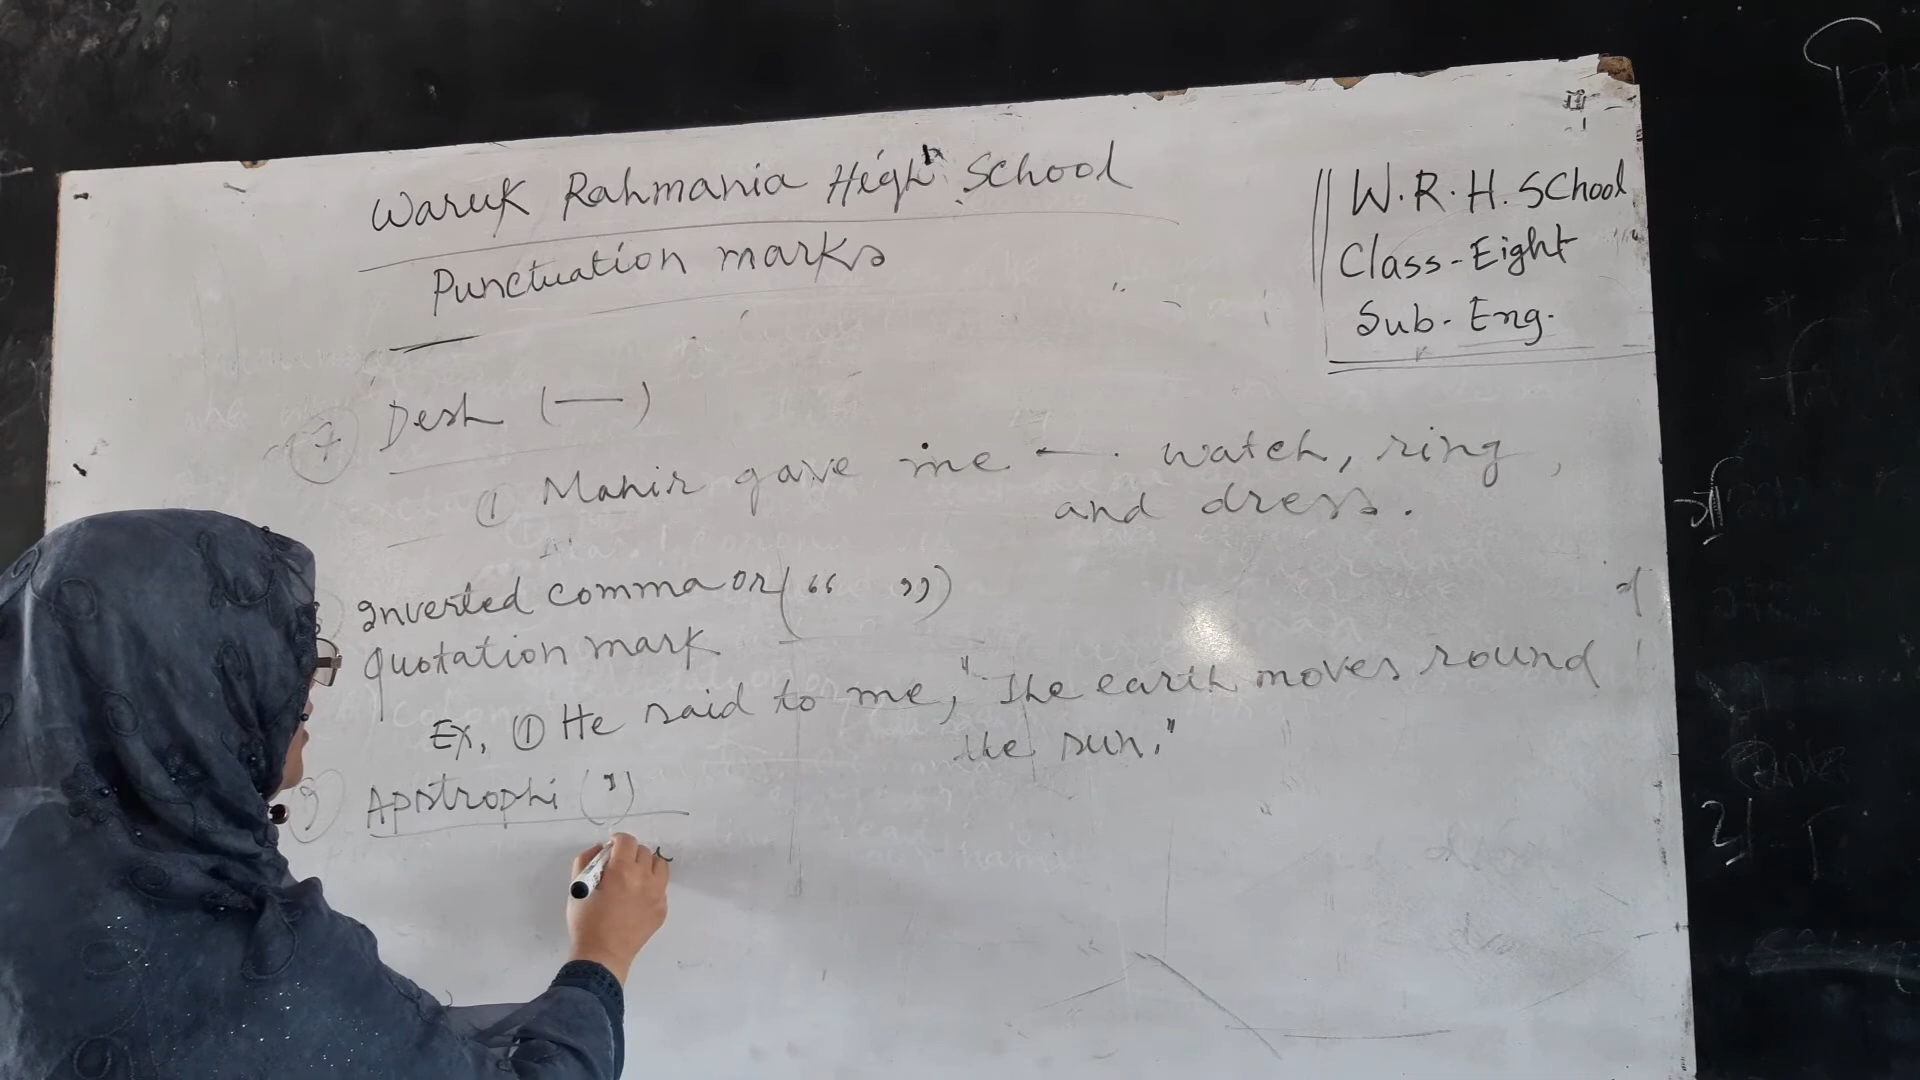 Waruk Rahmania High School
Punctuation marks
W.R.H. School
Class-Eight
Sub- Eng.
7 Desh (—)
① Mahir gave me — watch, ring,
and dress.
Inverted comma or (“ ”)
Quotation mark
Ex. ① He said to me, "The earth moves round
the sun."
9 Apstrophi (’)